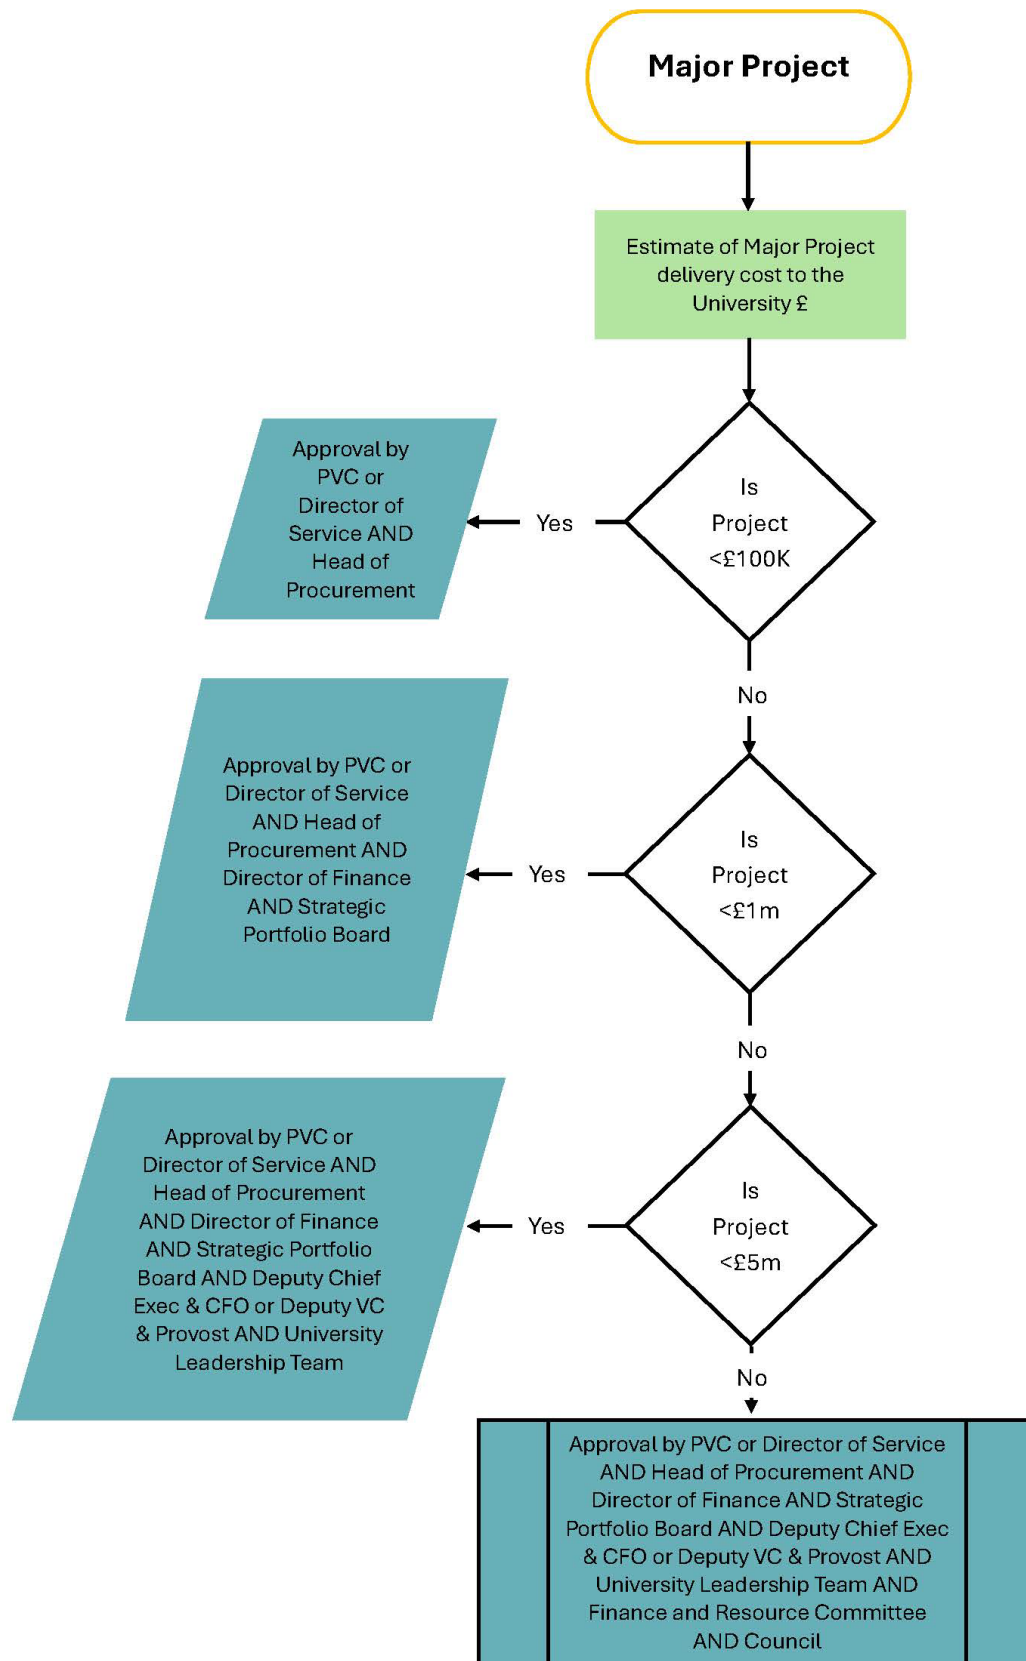 Major Project
Estimate of Major Project
delivery cost to the
University £
Is
Project
<£100K
Yes
Approval by
PVC or
Director of
Service AND
Head of
Procurement
No
Is
Project
<£1m
Yes
Approval by PVC or
Director of Service
AND Head of
Procurement AND
Director of Finance
AND Strategic
Portfolio Board
No
Is
Project
<£5m
Yes
Approval by PVC or
Director of Service AND
Head of Procurement
AND Director of Finance
AND Strategic Portfolio
Board AND Deputy Chief
Exec & CFO or Deputy VC
& Provost AND University
Leadership Team
No
Approval by PVC or Director of Service
AND Head of Procurement AND
Director of Finance AND Strategic
Portfolio Board AND Deputy Chief Exec
& CFO or Deputy VC & Provost AND
University Leadership Team AND
Finance and Resource Committee
AND Council